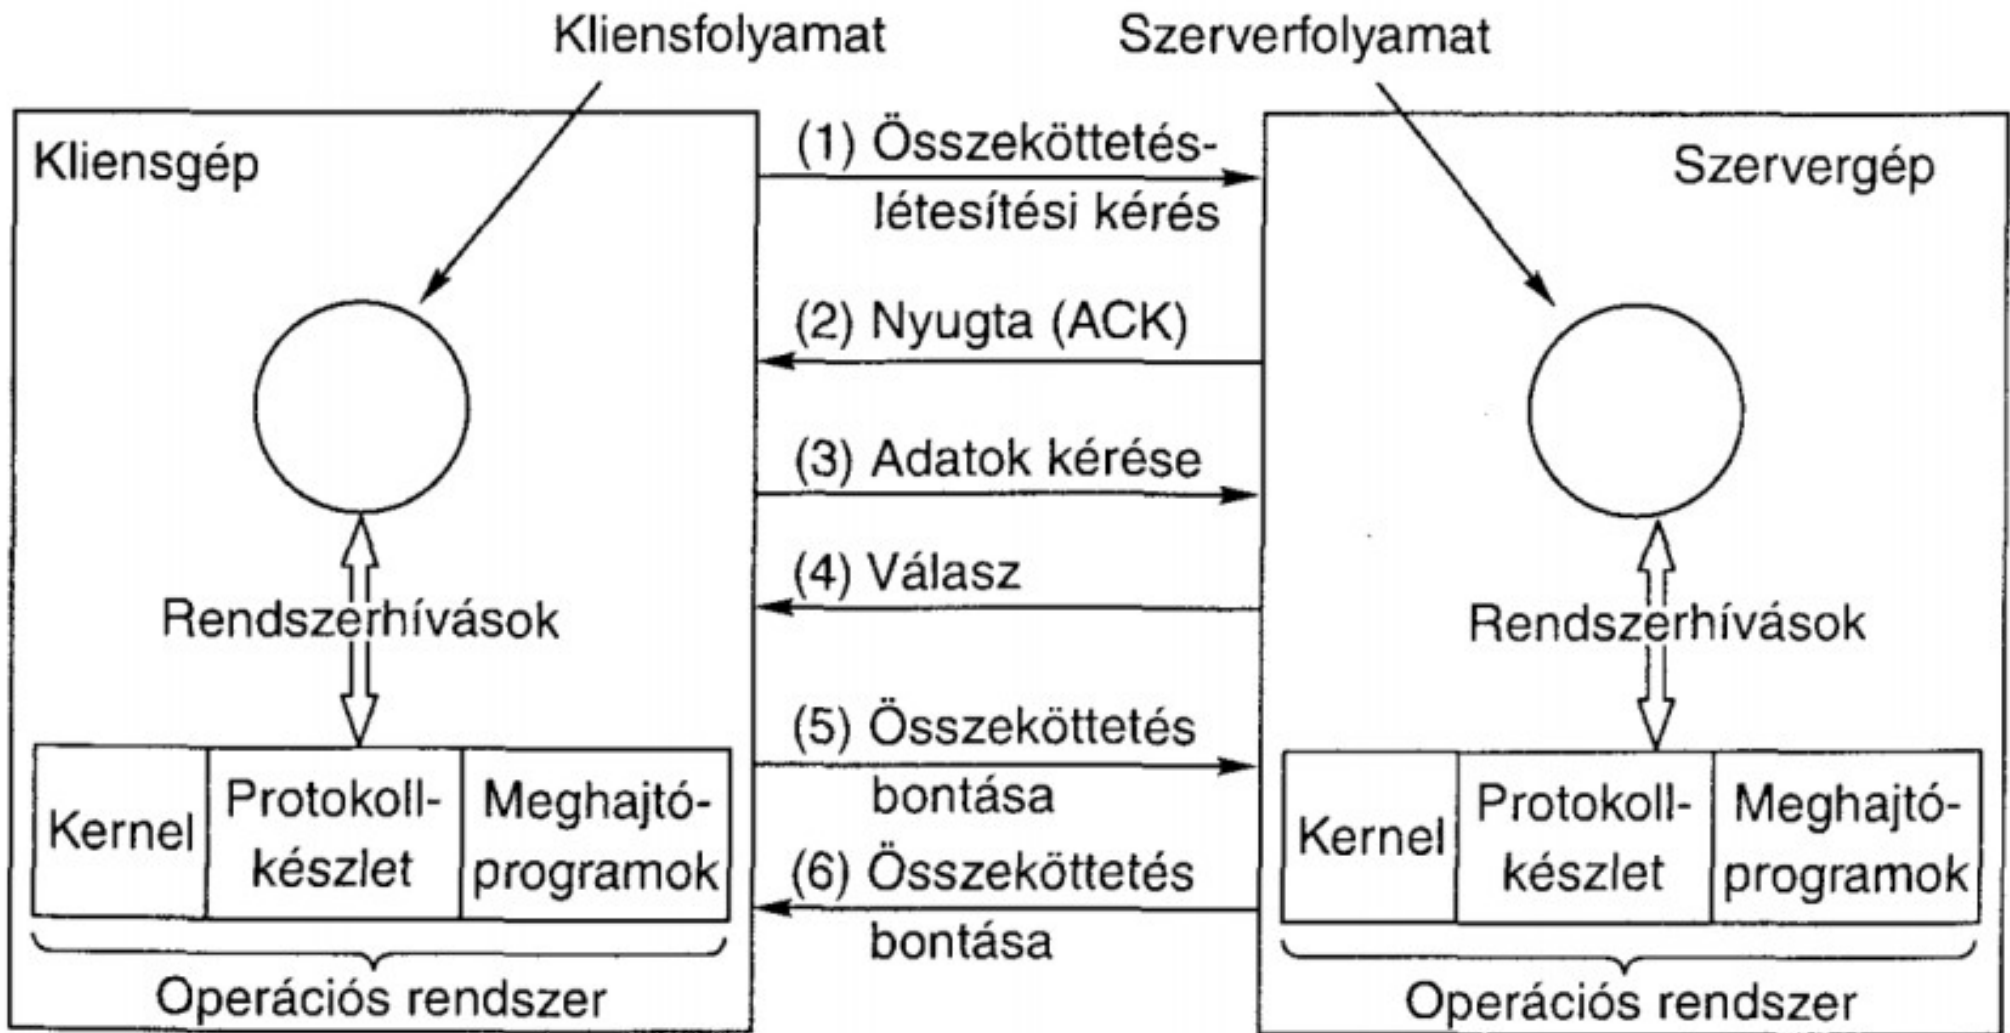 Kliensfolyamat
Szerverfolyamat
Kliensgép
Szervergép
(1) Összeköttetés-
létesítési kérés
(2) Nyugta (ACK)
(3) Adatok kérése
(4) Válasz
Rendszerhívások
Rendszerhívások
(5) Összeköttetés
bontása
(6) Összeköttetés
bontása
Kernel
Protokoll-
készlet
Meghajtó-
programok
Operációs rendszer
Kernel
Protokoll-
készlet
Meghajtó-
programok
Operációs rendszer